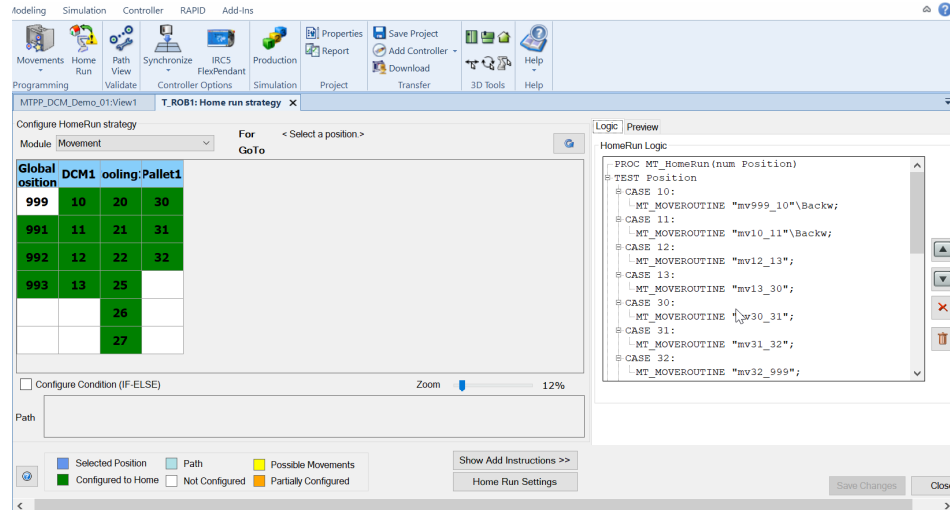 Modeling Simulation Controller RAPID Add-Ins
Movements Home Run Path View Synchronize IRC5 FlexPendant Production Properties Report Save Project Add Controller Download Help
Programming Validate Controller Options Simulation Project Transfer 3D Tools Help
MTPP_DCM_Demo_01:View1 T_ROB1: Home run strategy X
Configure HomeRun strategy
Module Movement
For < Select a position.>
GoTo
Global osition DCM1 ooling: Pallet1
999 10 20 30
991 11 21 31
992 12 22 32
993 13 25
26
27
Configure Condition (IF-ELSE) Zoom 12%
Path
Selected Position Path Possible Movements
Configured to Home Not Configured Partially Configured
Show Add Instructions >>
Home Run Settings
Logic Preview
HomeRun Logic
PROC MT_HomeRun(num Position)
TEST Position
CASE 10:
MT_MOVEROUTINE "mv999_10"\Backw;
CASE 11:
MT_MOVEROUTINE "mv10_11"\Backw;
CASE 12:
MT_MOVEROUTINE "mv12_13";
CASE 13:
MT_MOVEROUTINE "mv13_30";
CASE 30:
MT_MOVEROUTINE "mv30_31";
CASE 31:
MT_MOVEROUTINE "mv31_32";
CASE 32:
MT_MOVEROUTINE "mv32_999";
Save Changes Close